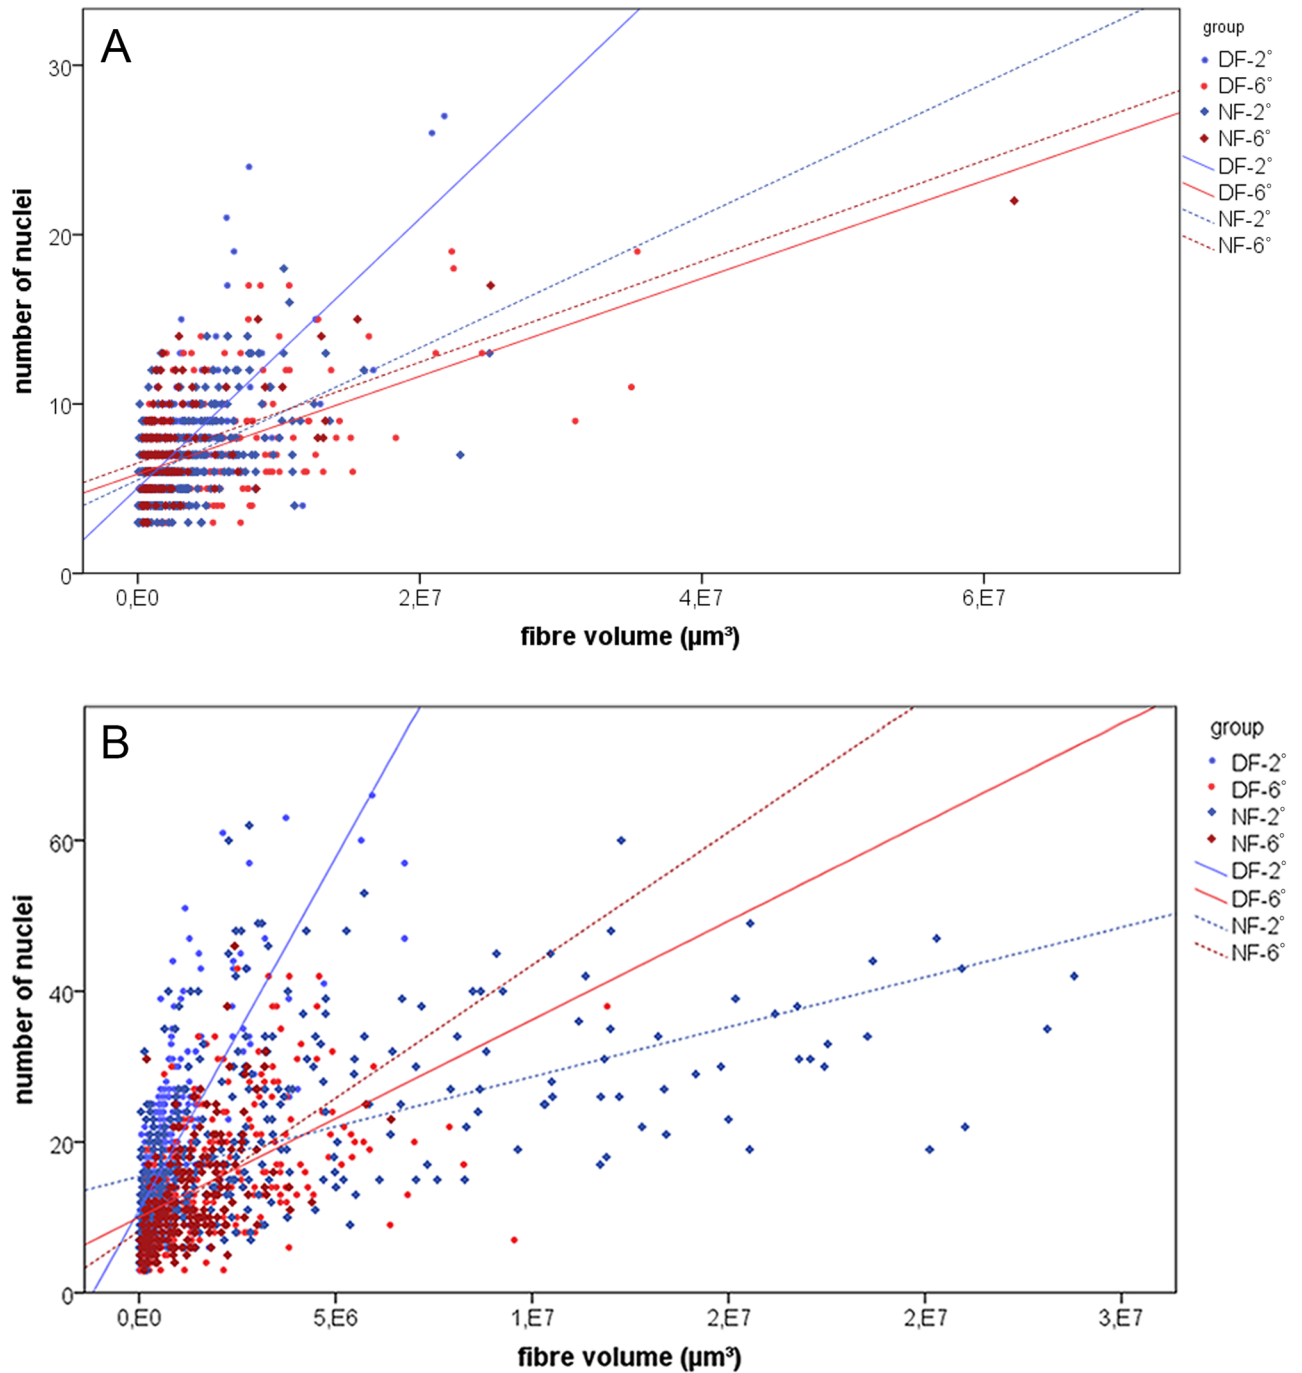 A
group
DF-2°
DF-6°
NF-2°
NF-6°
DF-2°
DF-6°
NF-2°
NF-6°
number of nuclei
30
20
10
0
0,E0 2,E7 4,E7 6,E7
fibre volume (µm³)
B
group
DF-2°
DF-6°
NF-2°
NF-6°
DF-2°
DF-6°
NF-2°
NF-6°
number of nuclei
60
40
20
0
0,E0 5,E6 1,E7 2,E7 2,E7 3,E7
fibre volume (µm³)